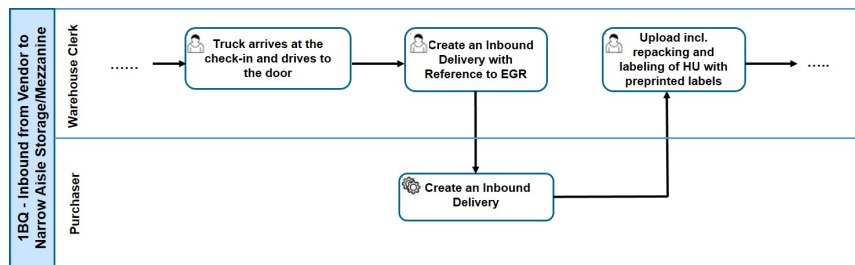 1BQ - Inbound from Vendor to
Narrow Aisle Storage/Mezzanine
Warehouse Clerk
......
Truck arrives at the
check-in and drives to
the door
Create an Inbound
Delivery with
Reference to EGR
Upload incl.
repacking and
labeling of HU with
preprinted labels
.....
Purchaser
Create an Inbound
Delivery